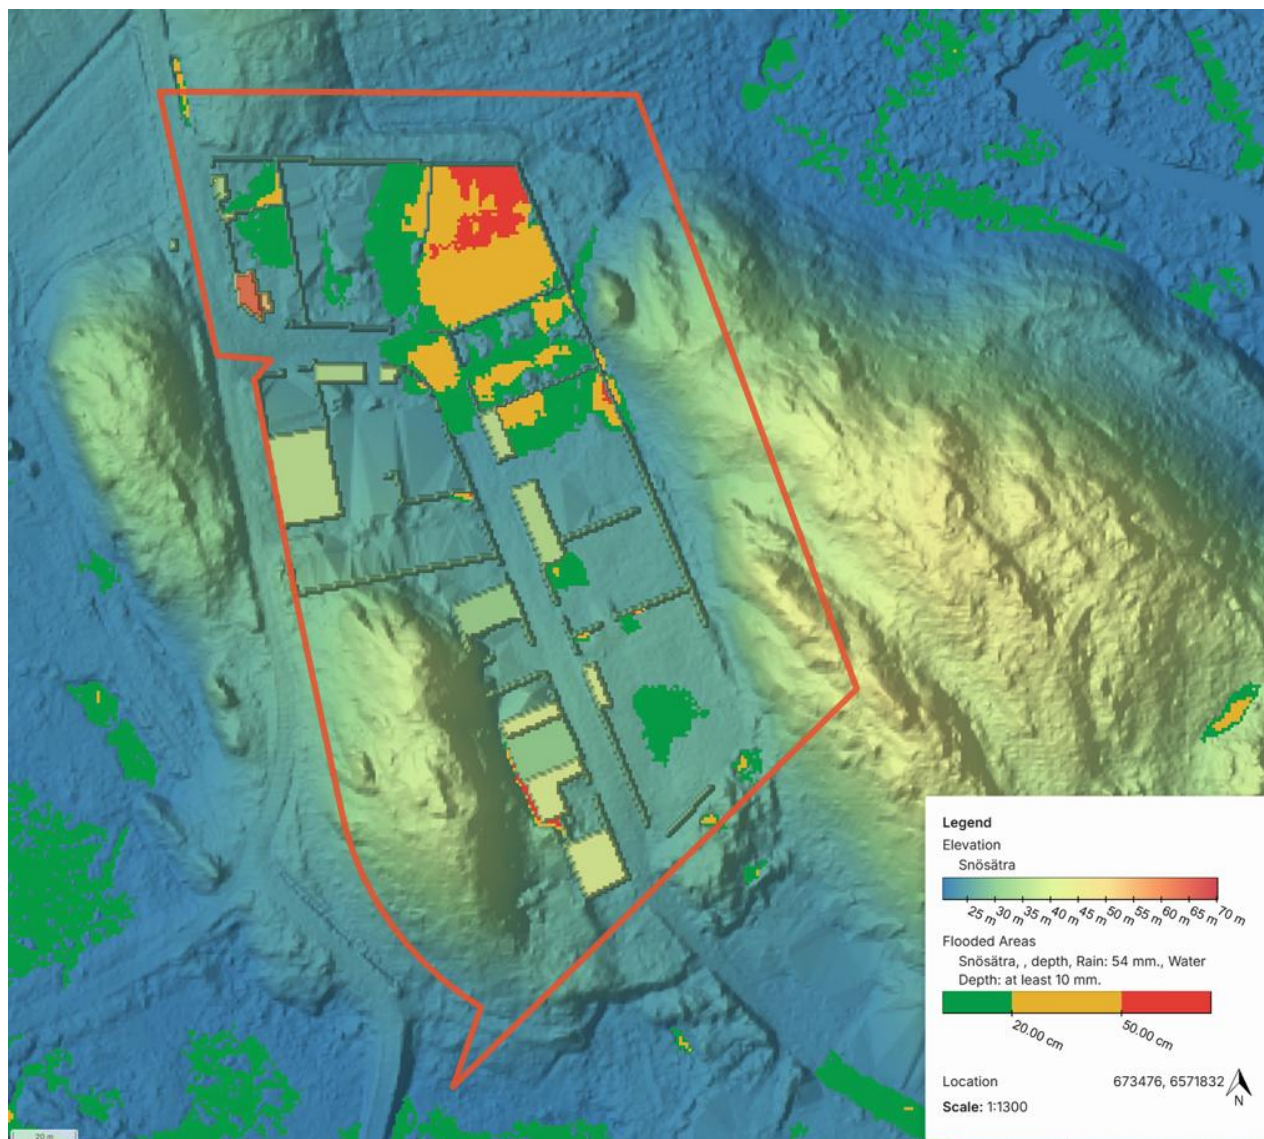 Legend
Elevation
Snösätra
25 m 30 m 35 m 40 m 45 m 50 m 55 m 60 m 65 m 70 m
Flooded Areas
Snösätra, , depth, Rain: 54 mm., Water
Depth: at least 10 mm.
20.00 cm 50.00 cm
Location 673476, 6571832
N
Scale: 1:1300
20 m